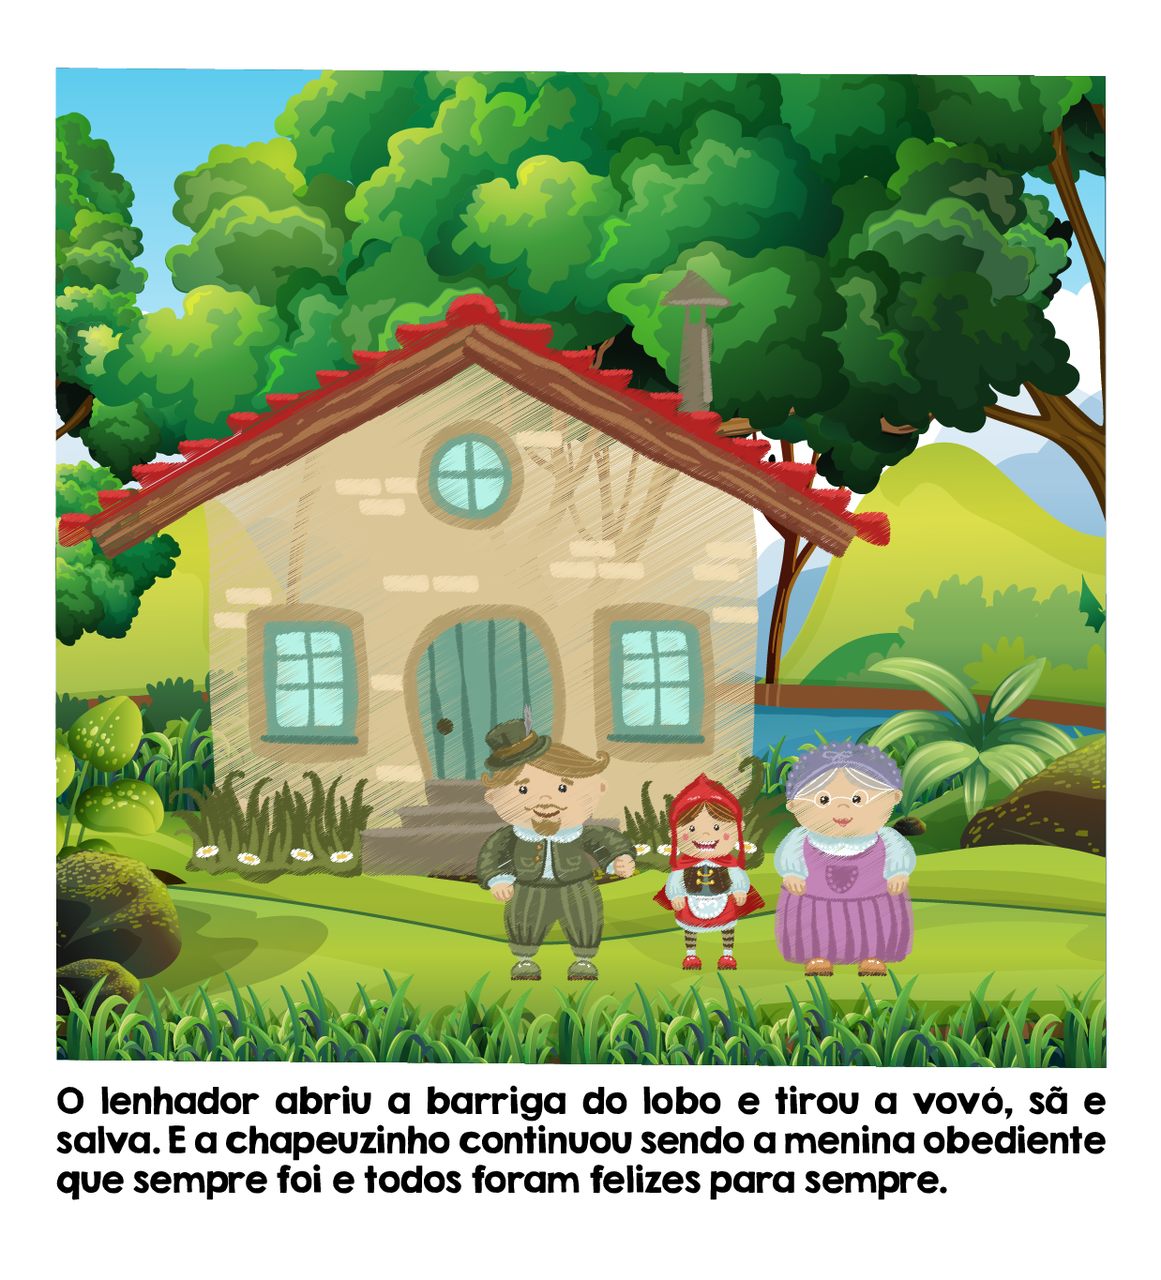 O lenhador abriu a barriga do lobo e tirou a vovó, sã e
salva. E a chapeuzinho continuou sendo a menina obediente
que sempre foi e todos foram felizes para sempre.